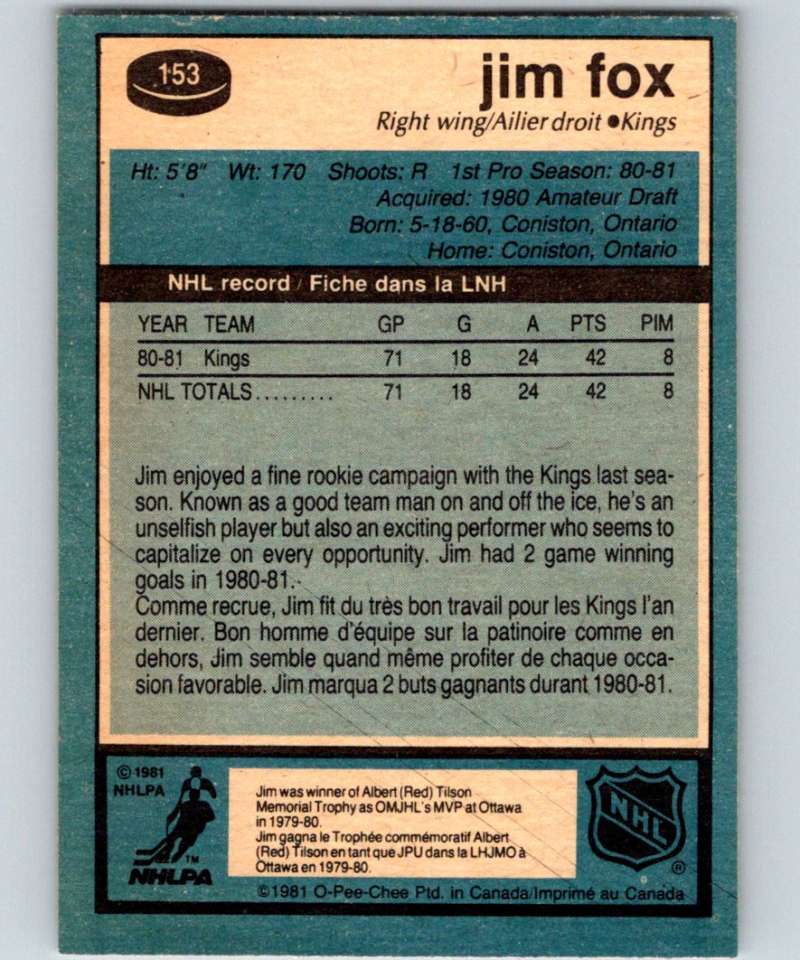 153
jim fox
Right wing/Ailier droit ●Kings
Ht: 5'8" Wt: 170 Shoots: R 1st Pro Season: 80-81
Acquired: 1980 Amateur Draft
Born: 5-18-60, Coniston, Ontario
Home: Coniston, Ontario
NHL record / Fiche dans la LNH
YEAR TEAM GP G A PTS PIM
80-81 Kings 71 18 24 42 8
NHL TOTALS......... 71 18 24 42 8
Jim enjoyed a fine rookie campaign with the Kings last sea-
son. Known as a good team man on and off the ice, he's an
unselfish player but also an exciting performer who seems to
capitalize on every opportunity. Jim had 2 game winning
goals in 1980-81.
Comme recrue, Jim fit du très bon travail pour les Kings l'an
dernier. Bon homme d'équipe sur la patinoire comme en
dehors, Jim semble quand même profiter de chaque occa-
sion favorable. Jim marqua 2 buts gagnants durant 1980-81.
© 1981
NHLPA
TM
NHLPA
Jim was winner of Albert (Red) Tilson
Memorial Trophy as OMJHL's MVP at Ottawa
in 1979-80.
Jim gagna le Trophée commémoratif Albert
(Red) Tilson en tant que JPU dans la LHJMO à
Ottawa en 1979-80.
NHL
®
©1981 O-Pee-Chee Ptd. in Canada/Imprimé au Canada